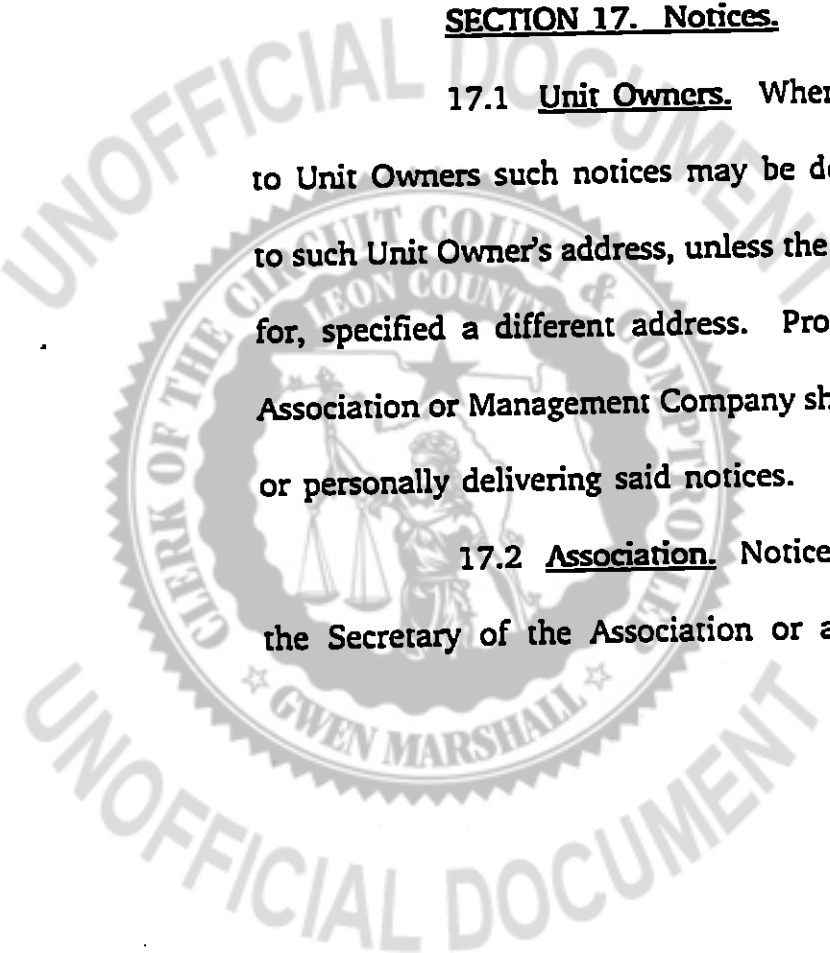 SECTION 17. Notices.
17.1 Unit Owners. When
to Unit Owners such notices may be de
to such Unit Owner's address, unless the
for, specified a different address. Pro
Association or Management Company sh
or personally delivering said notices.
17.2 Association. Notice
the Secretary of the Association or a
UNOFFICIAL DOCUMENT
CLERK OF THE CIRCUIT COURT & COMPTROLLER
LEON COUNTY
GWEN MARSHALL
UNOFFICIAL DOCUMENT